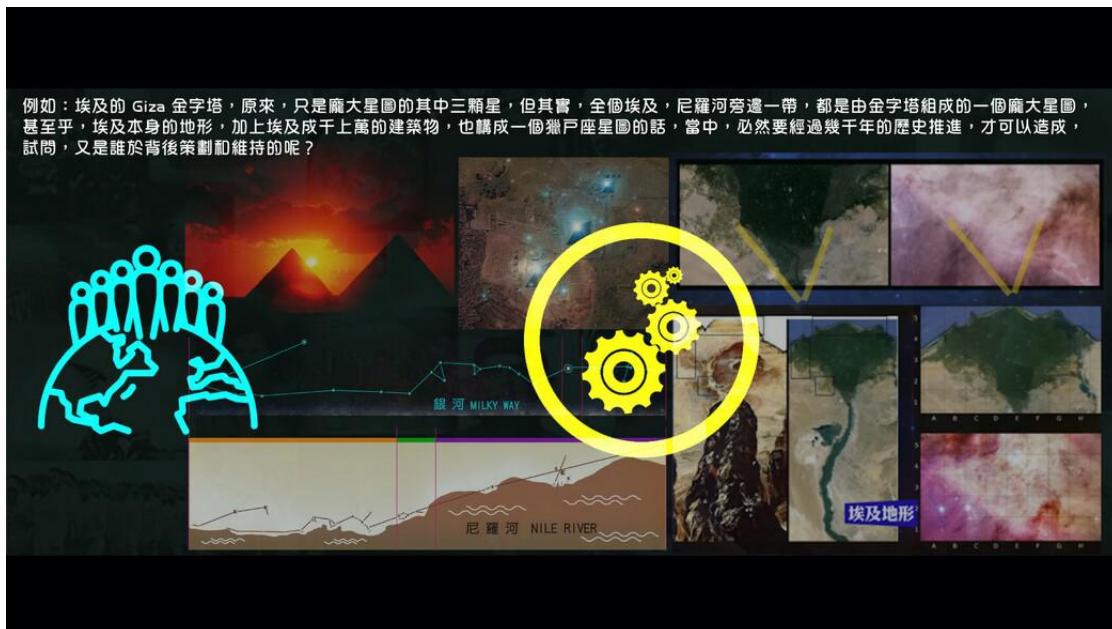 例如：埃及的 Giza 金字塔，原來，只是龐大星圖的其中三顆星，但其實，全個埃及，尼羅河旁邊一帶，都是由金字塔組成的一個龐大星圖，
甚至乎，埃及本身的地形，加上埃及成千上萬的建築物，也構成一個獵戶座星圖的話，當中，必然要經過幾千年的歷史推進，才可以造成，
試問，又是誰於背後策劃和維持的呢？
銀河 MILKY WAY
尼羅河 NILE RIVER
埃及地形
A B C D E F G H
A B C D E F G H